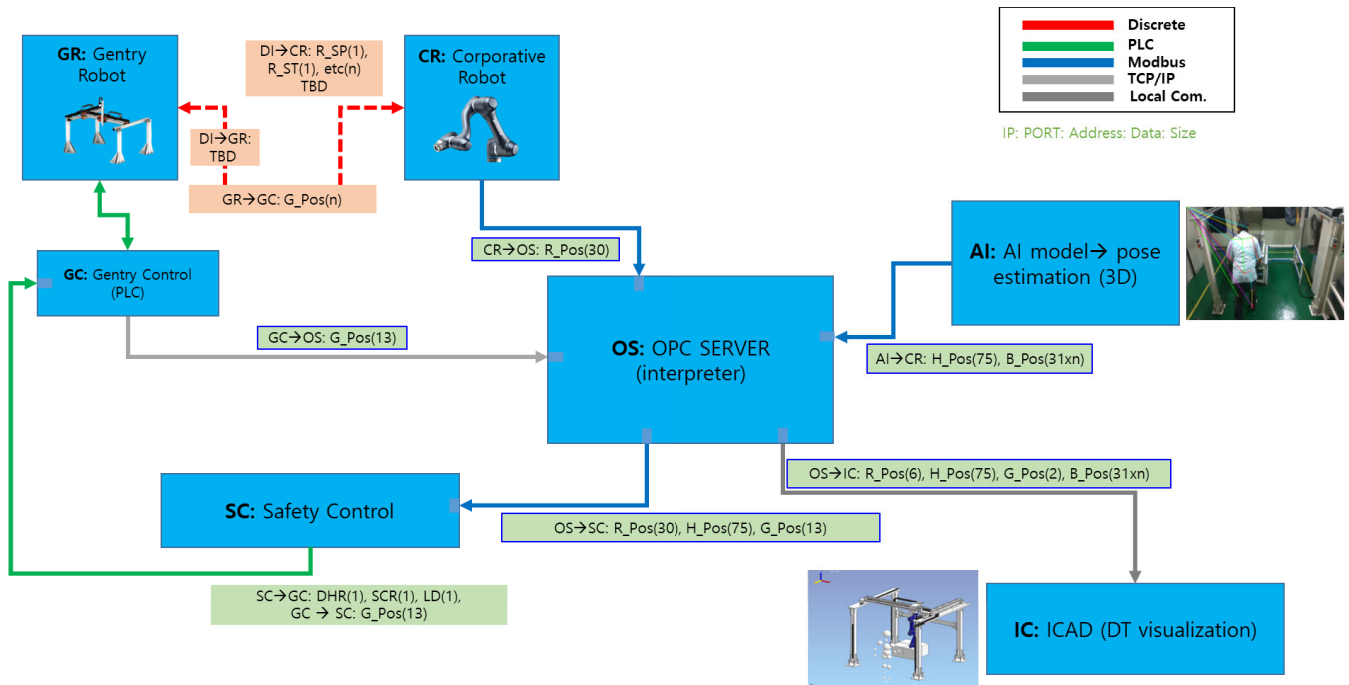 Discrete
PLC
Modbus
TCP/IP
Local Com.
IP: PORT: Address: Data: Size
GR: Gentry
Robot
DI→CR: R_SP(1),
R_ST(1), etc(n)
TBD
CR: Corporative
Robot
DI→GR:
TBD
GR→GC: G_Pos(n)
CR→OS: R_Pos(30)
AI: AI model→ pose
estimation (3D)
GC: Gentry Control
(PLC)
GC→OS: G_Pos(13)
OS: OPC SERVER
(interpreter)
AI→CR: H_Pos(75), B_Pos(31xn)
OS→IC: R_Pos(6), H_Pos(75), G_Pos(2), B_Pos(31xn)
SC: Safety Control
OS→SC: R_Pos(30), H_Pos(75), G_Pos(13)
SC→GC: DHR(1), SCR(1), LD(1),
GC → SC: G_Pos(13)
IC: ICAD (DT visualization)